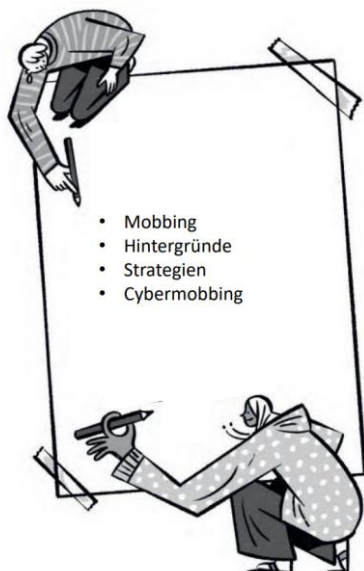 • Mobbing
• Hintergründe
• Strategien
• Cybermobbing